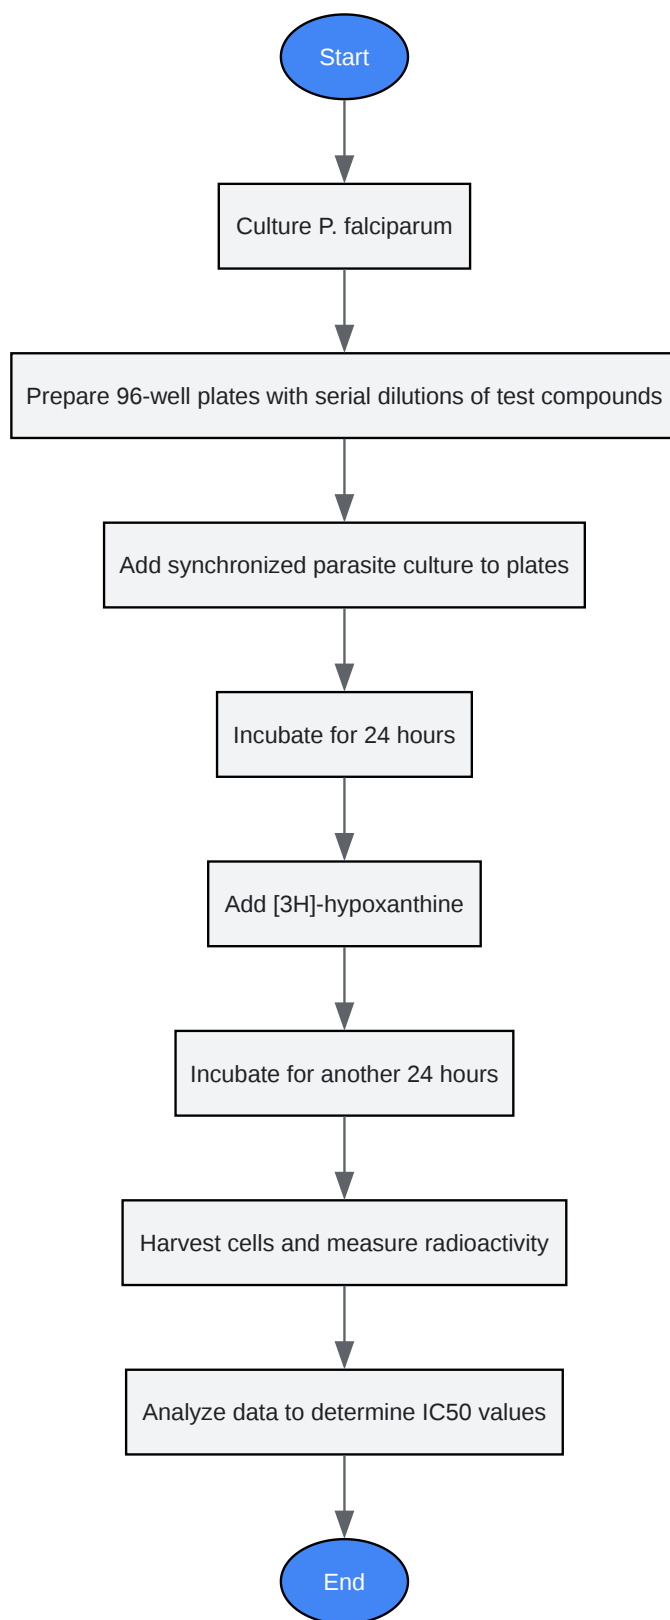 Start
Culture P. falciparum
Prepare 96-well plates with serial dilutions of test compounds
Add synchronized parasite culture to plates
Incubate for 24 hours
Add [3H]-hypoxanthine
Incubate for another 24 hours
Harvest cells and measure radioactivity
Analyze data to determine IC50 values
End